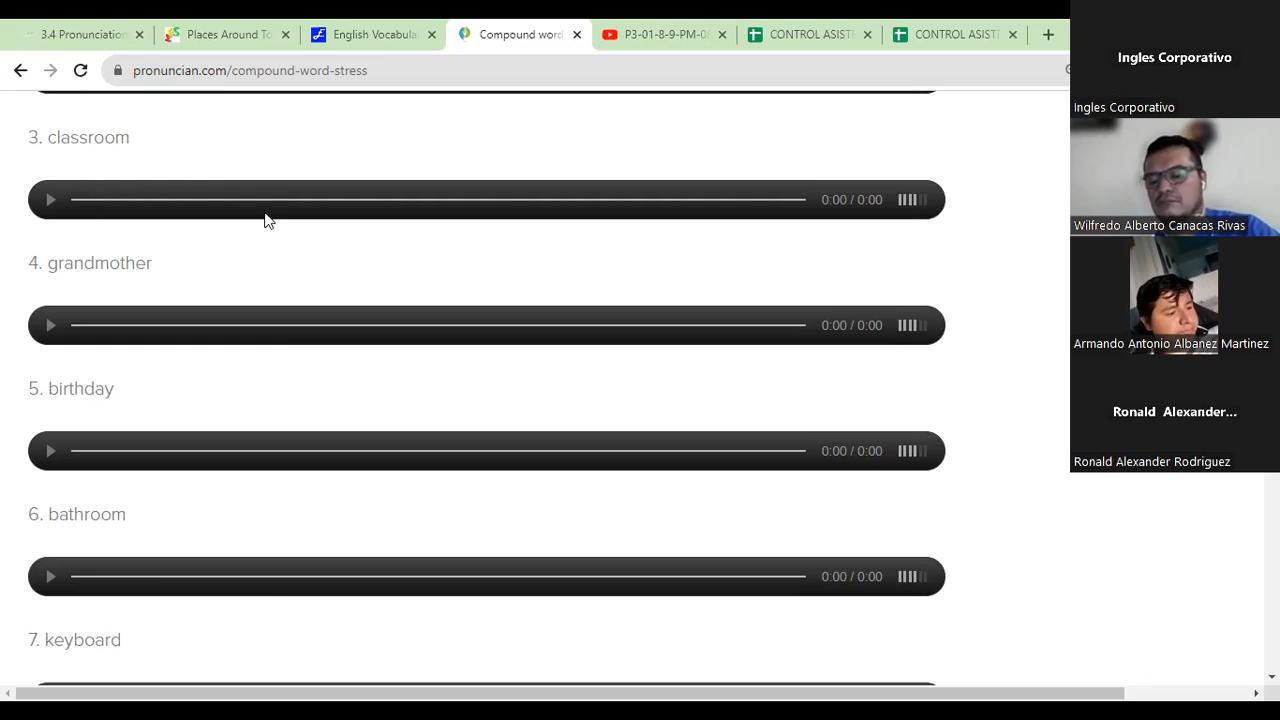 3.4 Pronunciation
Places Around To
English Vocabula
Compound word
P3-01-8-9-PM-08
CONTROL ASIST
CONTROL ASIST
pronuncian.com/compound-word-stress
3. classroom
0:00 / 0:00
4. grandmother
0:00 / 0:00
5. birthday
0:00 / 0:00
6. bathroom
0:00 / 0:00
7. keyboard
Ingles Corporativo
Ingles Corporativo
Wilfredo Alberto Canacas Rivas
Armando Antonio Albanez Martinez
Ronald Alexander...
Ronald Alexander Rodriguez